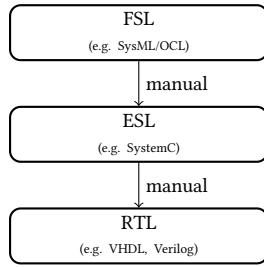 FSL
(e.g. SysML/OCL)
manual
ESL
(e.g. SystemC)
manual
RTL
(e.g. VHDL, Verilog)